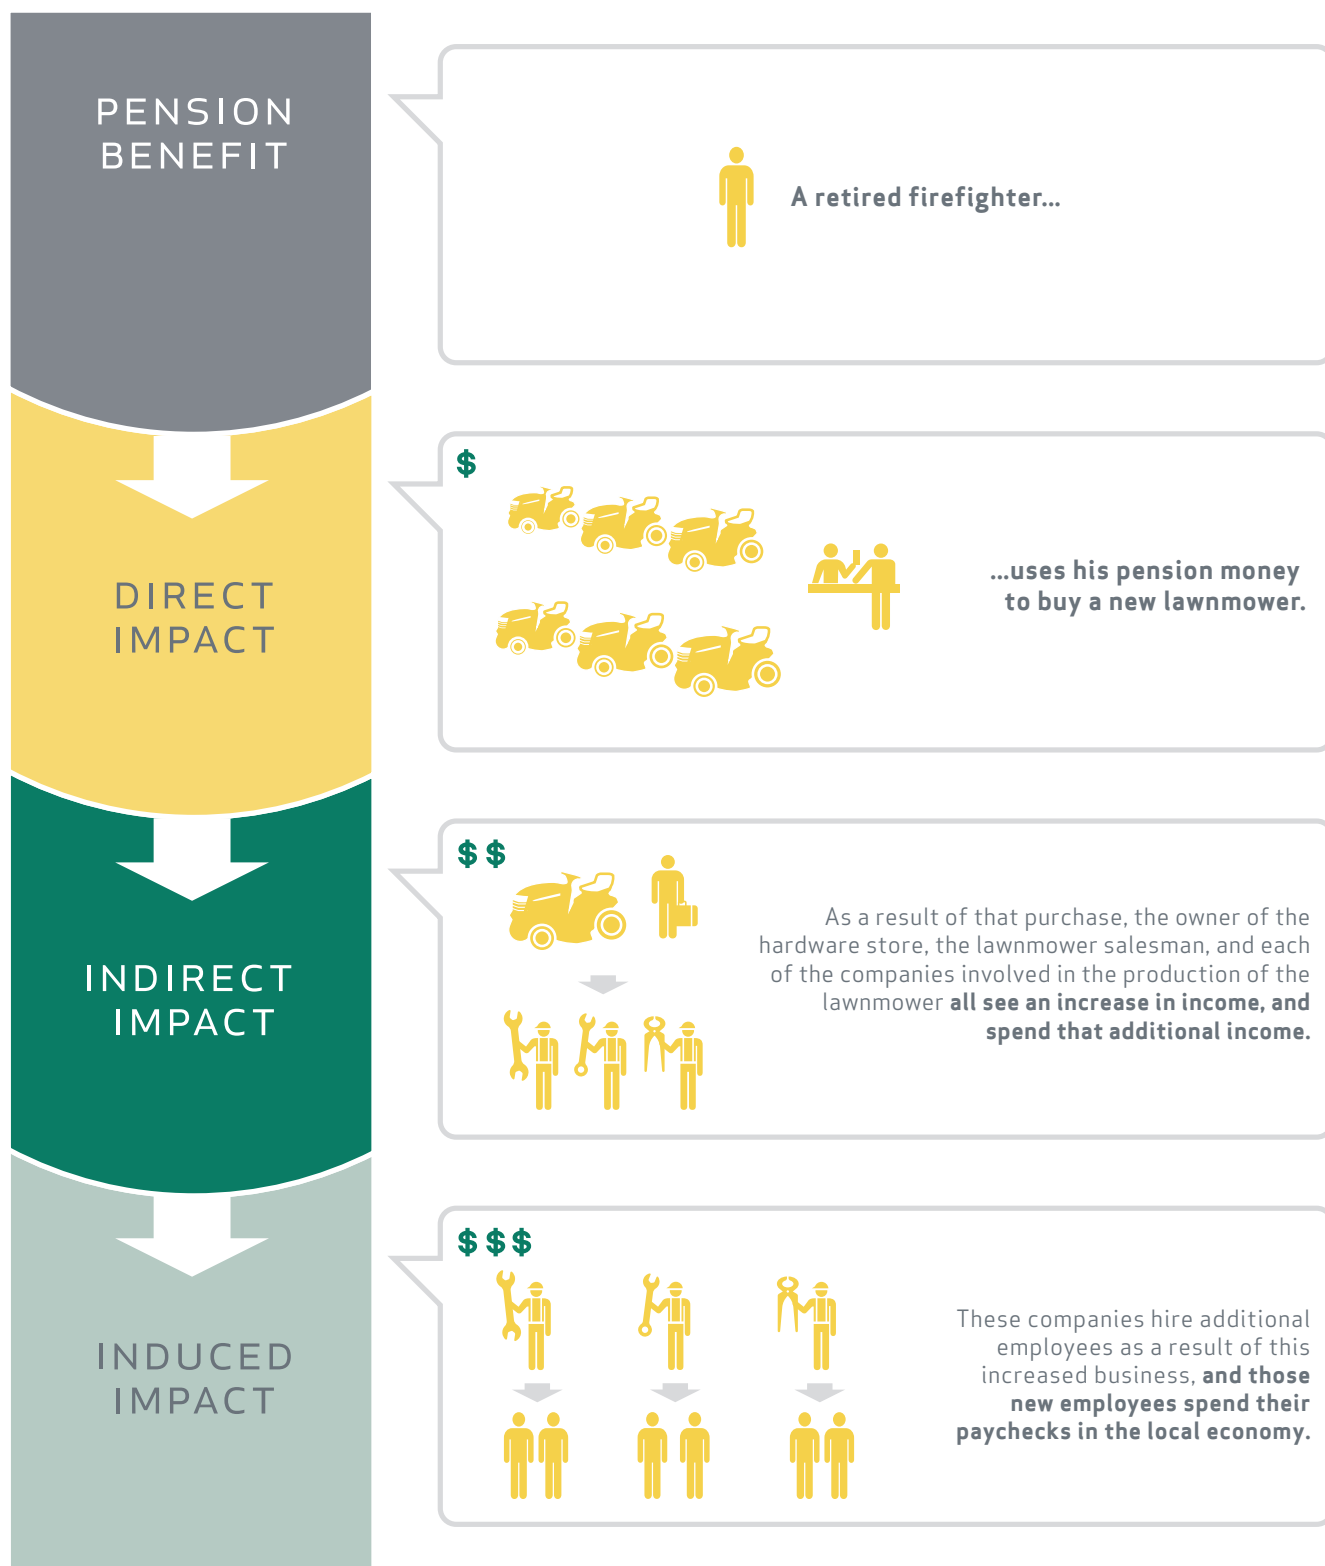 PENSION
BENEFIT
A retired firefighter...
DIRECT
IMPACT
$
...uses his pension money
to buy a new lawnmower.
INDIRECT
IMPACT
$ $
As a result of that purchase, the owner of the
hardware store, the lawnmower salesman, and each
of the companies involved in the production of the
lawnmower all see an increase in income, and
spend that additional income.
INDUCED
IMPACT
$ $ $
These companies hire additional
employees as a result of this
increased business, and those
new employees spend their
paychecks in the local economy.